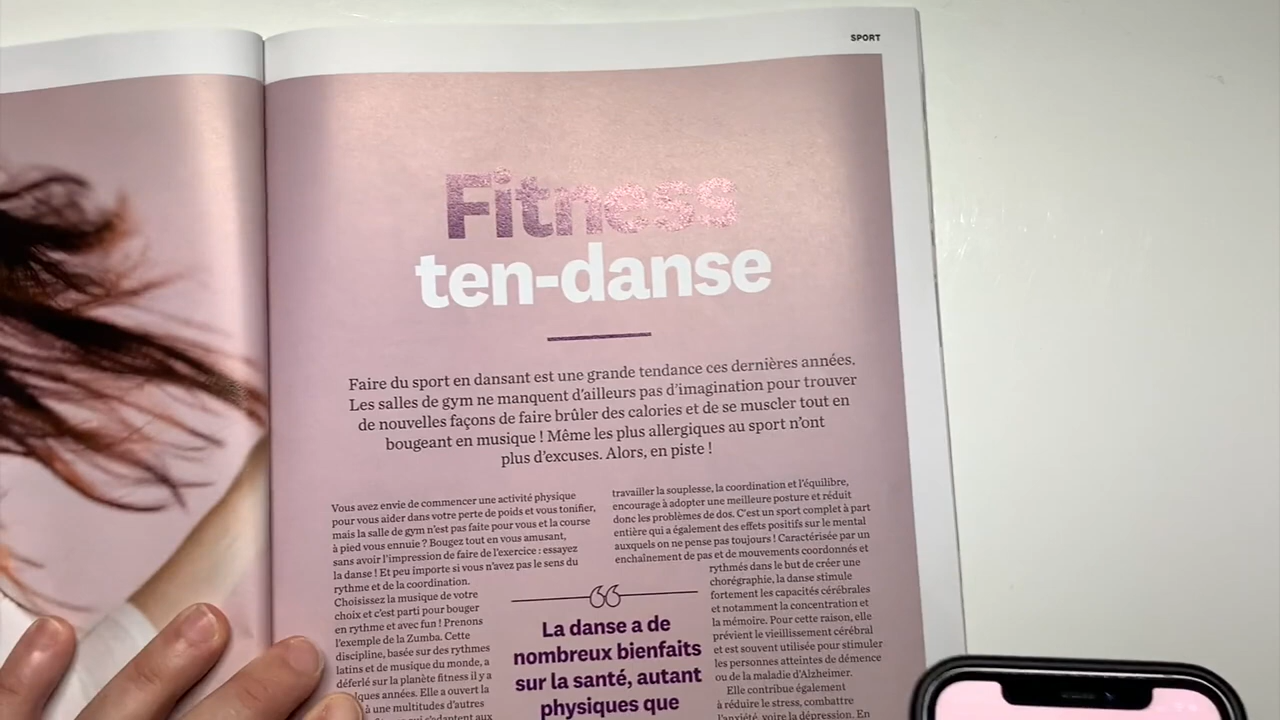 SPORT
Fitness
ten-danse
Faire du sport en dansant est une grande tendance ces dernières années.
Les salles de gym ne manquent d'ailleurs pas d'imagination pour trouver
de nouvelles façons de faire brûler des calories et de se muscler tout en
bougeant en musique ! Même les plus allergiques au sport n'ont
plus d'excuses. Alors, en piste !
Vous avez envie de commencer une activité physique
pour vous aider dans votre perte de poids et vous tonifier,
mais la salle de gym n'est pas faite pour vous et la course
à pied vous ennuie ? Bougez tout en vous amusant,
sans avoir l'impression de faire de l'exercice : essayez
la danse ! Et peu importe si vous n'avez pas le sens du
rythme et de la coordination.
Choisissez la musique de votre
choix et c'est parti pour bouger
en rythme et avec fun ! Prenons
l'exemple de la Zumba. Cette
discipline, basée sur des rythmes
latins et de musique du monde, a
déferlé sur la planète fitness il y a
lques années. Elle a ouvert la
à une multitudes d'autres
s'adaptent aux
La danse a de
nombreux bienfaits
sur la santé, autant
physiques que
travailler la souplesse, la coordination et l'équilibre,
encourage à adopter une meilleure posture et réduit
donc les problèmes de dos. C'est un sport complet à part
entière qui a également des effets positifs sur le mental
auxquels on ne pense pas toujours ! Caractérisée par un
enchaînement de pas et de mouvements coordonnés et
rythmés dans le but de créer une
chorégraphie, la danse stimule
fortement les capacités cérébrales
et notamment la concentration et
la mémoire. Pour cette raison, elle
prévient le vieillissement cérébral
et est souvent utilisée pour stimuler
les personnes atteintes de démence
ou de la maladie d'Alzheimer.
Elle contribue également
à réduire le stress, combattre
l'anxiété, voire la dépression. En